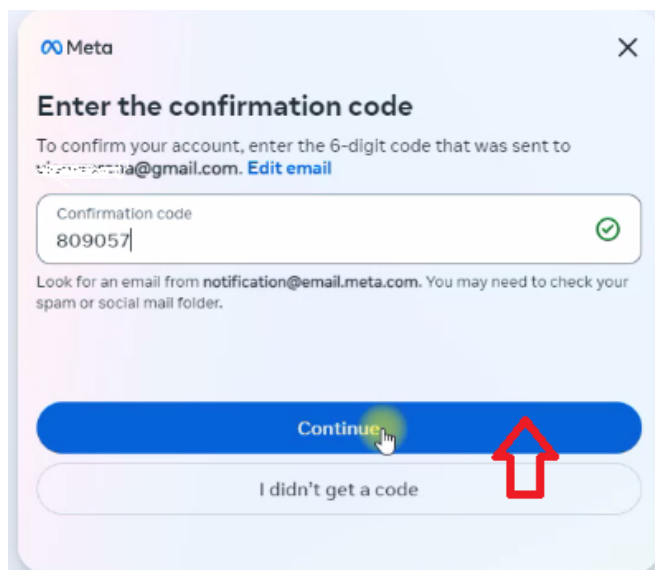 Meta
Enter the confirmation code
To confirm your account, enter the 6-digit code that was sent to
a@gmail.com. Edit email
Confirmation code
809057
Look for an email from notification@email.meta.com. You may need to check your
spam or social mail folder.
Continue
I didn't get a code